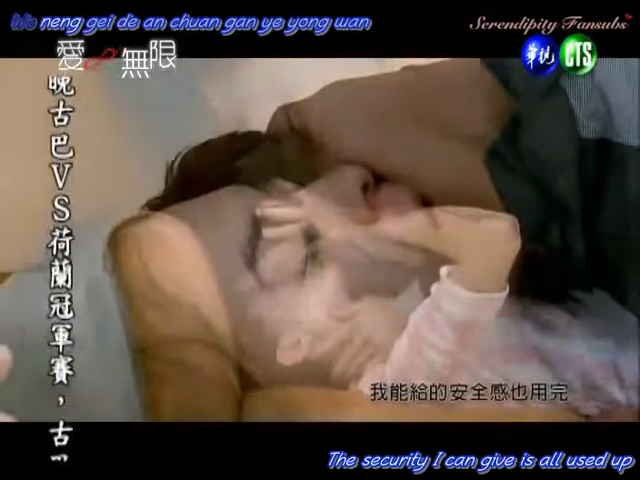 Wo neng gei de an chuan gan ye yong wan
Serendipity Fansubs
愛 無限
華視 CTS
晚古巴VS荷蘭冠軍賽，古
我能給的安全感也用完
The security I can give is all used up